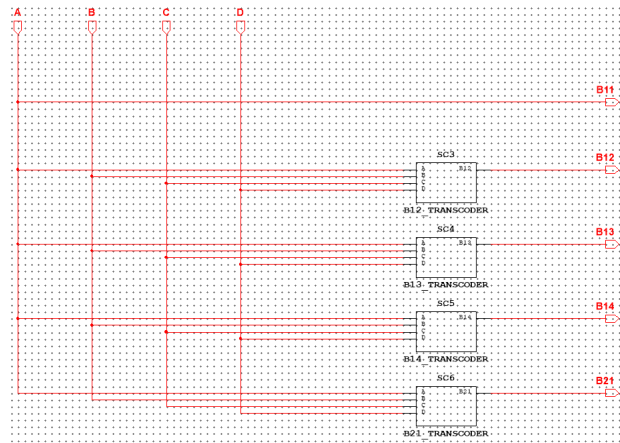 A B C D
B11
SC3
B12
A B12
B
C
D
B12_TRANSCODER
SC4
B13
A B13
B
C
D
B13_TRANSCODER
SC5
B14
A B14
B
C
D
B14_TRANSCODER
SC6
B21
A B21
B
C
D
B21_TRANSCODER